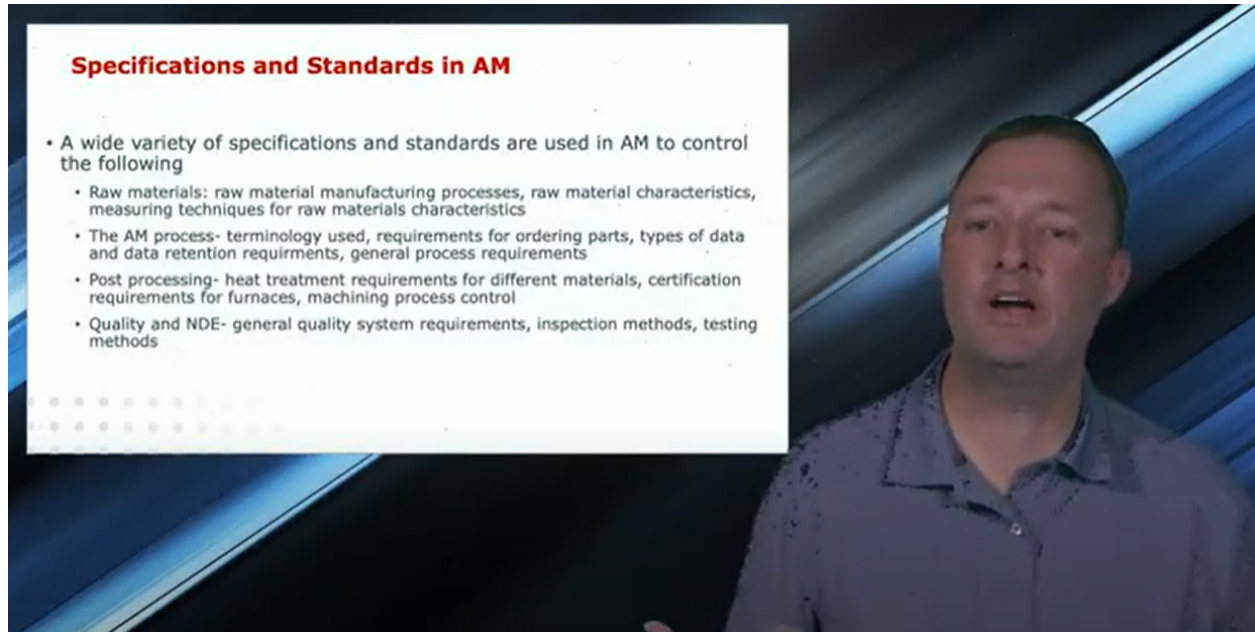 Specifications and Standards in AM
• A wide variety of specifications and standards are used in AM to control
the following
• Raw materials: raw material manufacturing processes, raw material characteristics,
measuring techniques for raw materials characteristics
• The AM process- terminology used, requirements for ordering parts, types of data
and data retention requirments, general process requirements
• Post processing- heat treatment requirements for different materials, certification
requirements for furnaces, machining process control
• Quality and NDE- general quality system requirements, inspection methods, testing
methods